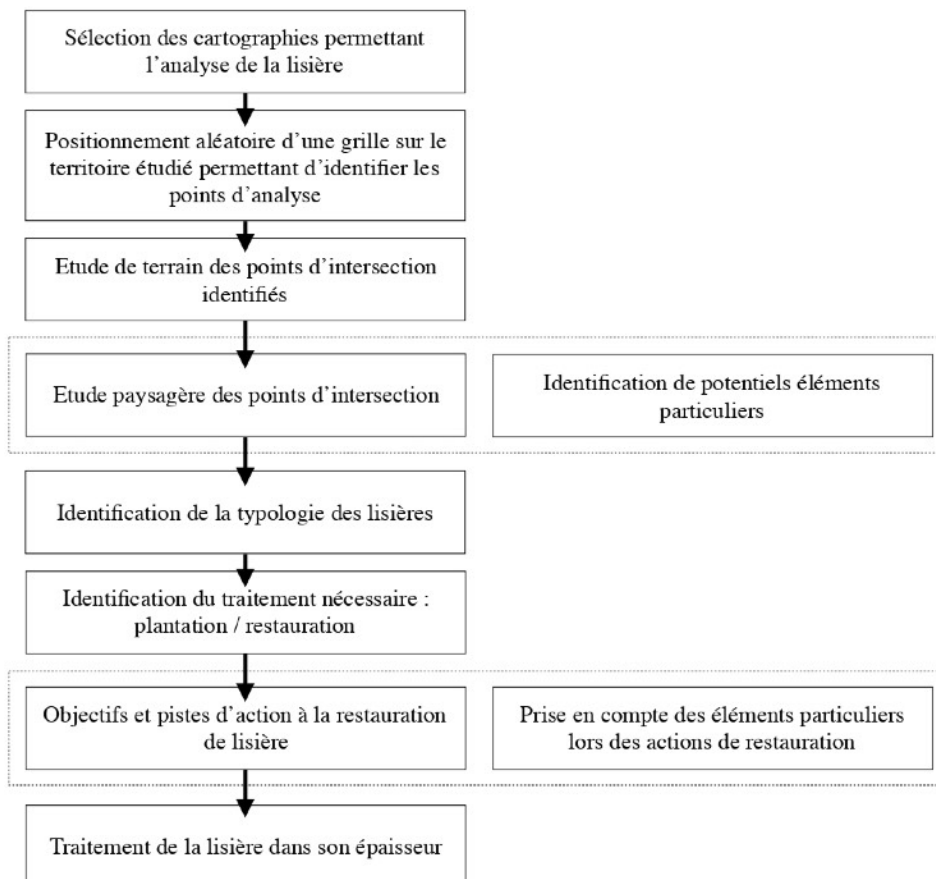 Sélection des cartographies permettant
l’analyse de la lisière
Positionnement aléatoire d’une grille sur le
territoire étudié permettant d’identifier les
points d’analyse
Etude de terrain des points d’intersection
identifiés
Etude paysagère des points d’intersection
Identification de potentiels éléments
particuliers
Identification de la typologie des lisières
Identification du traitement nécessaire :
plantation / restauration
Objectifs et pistes d’action à la restauration
de lisière
Prise en compte des éléments particuliers
lors des actions de restauration
Traitement de la lisière dans son épaisseur